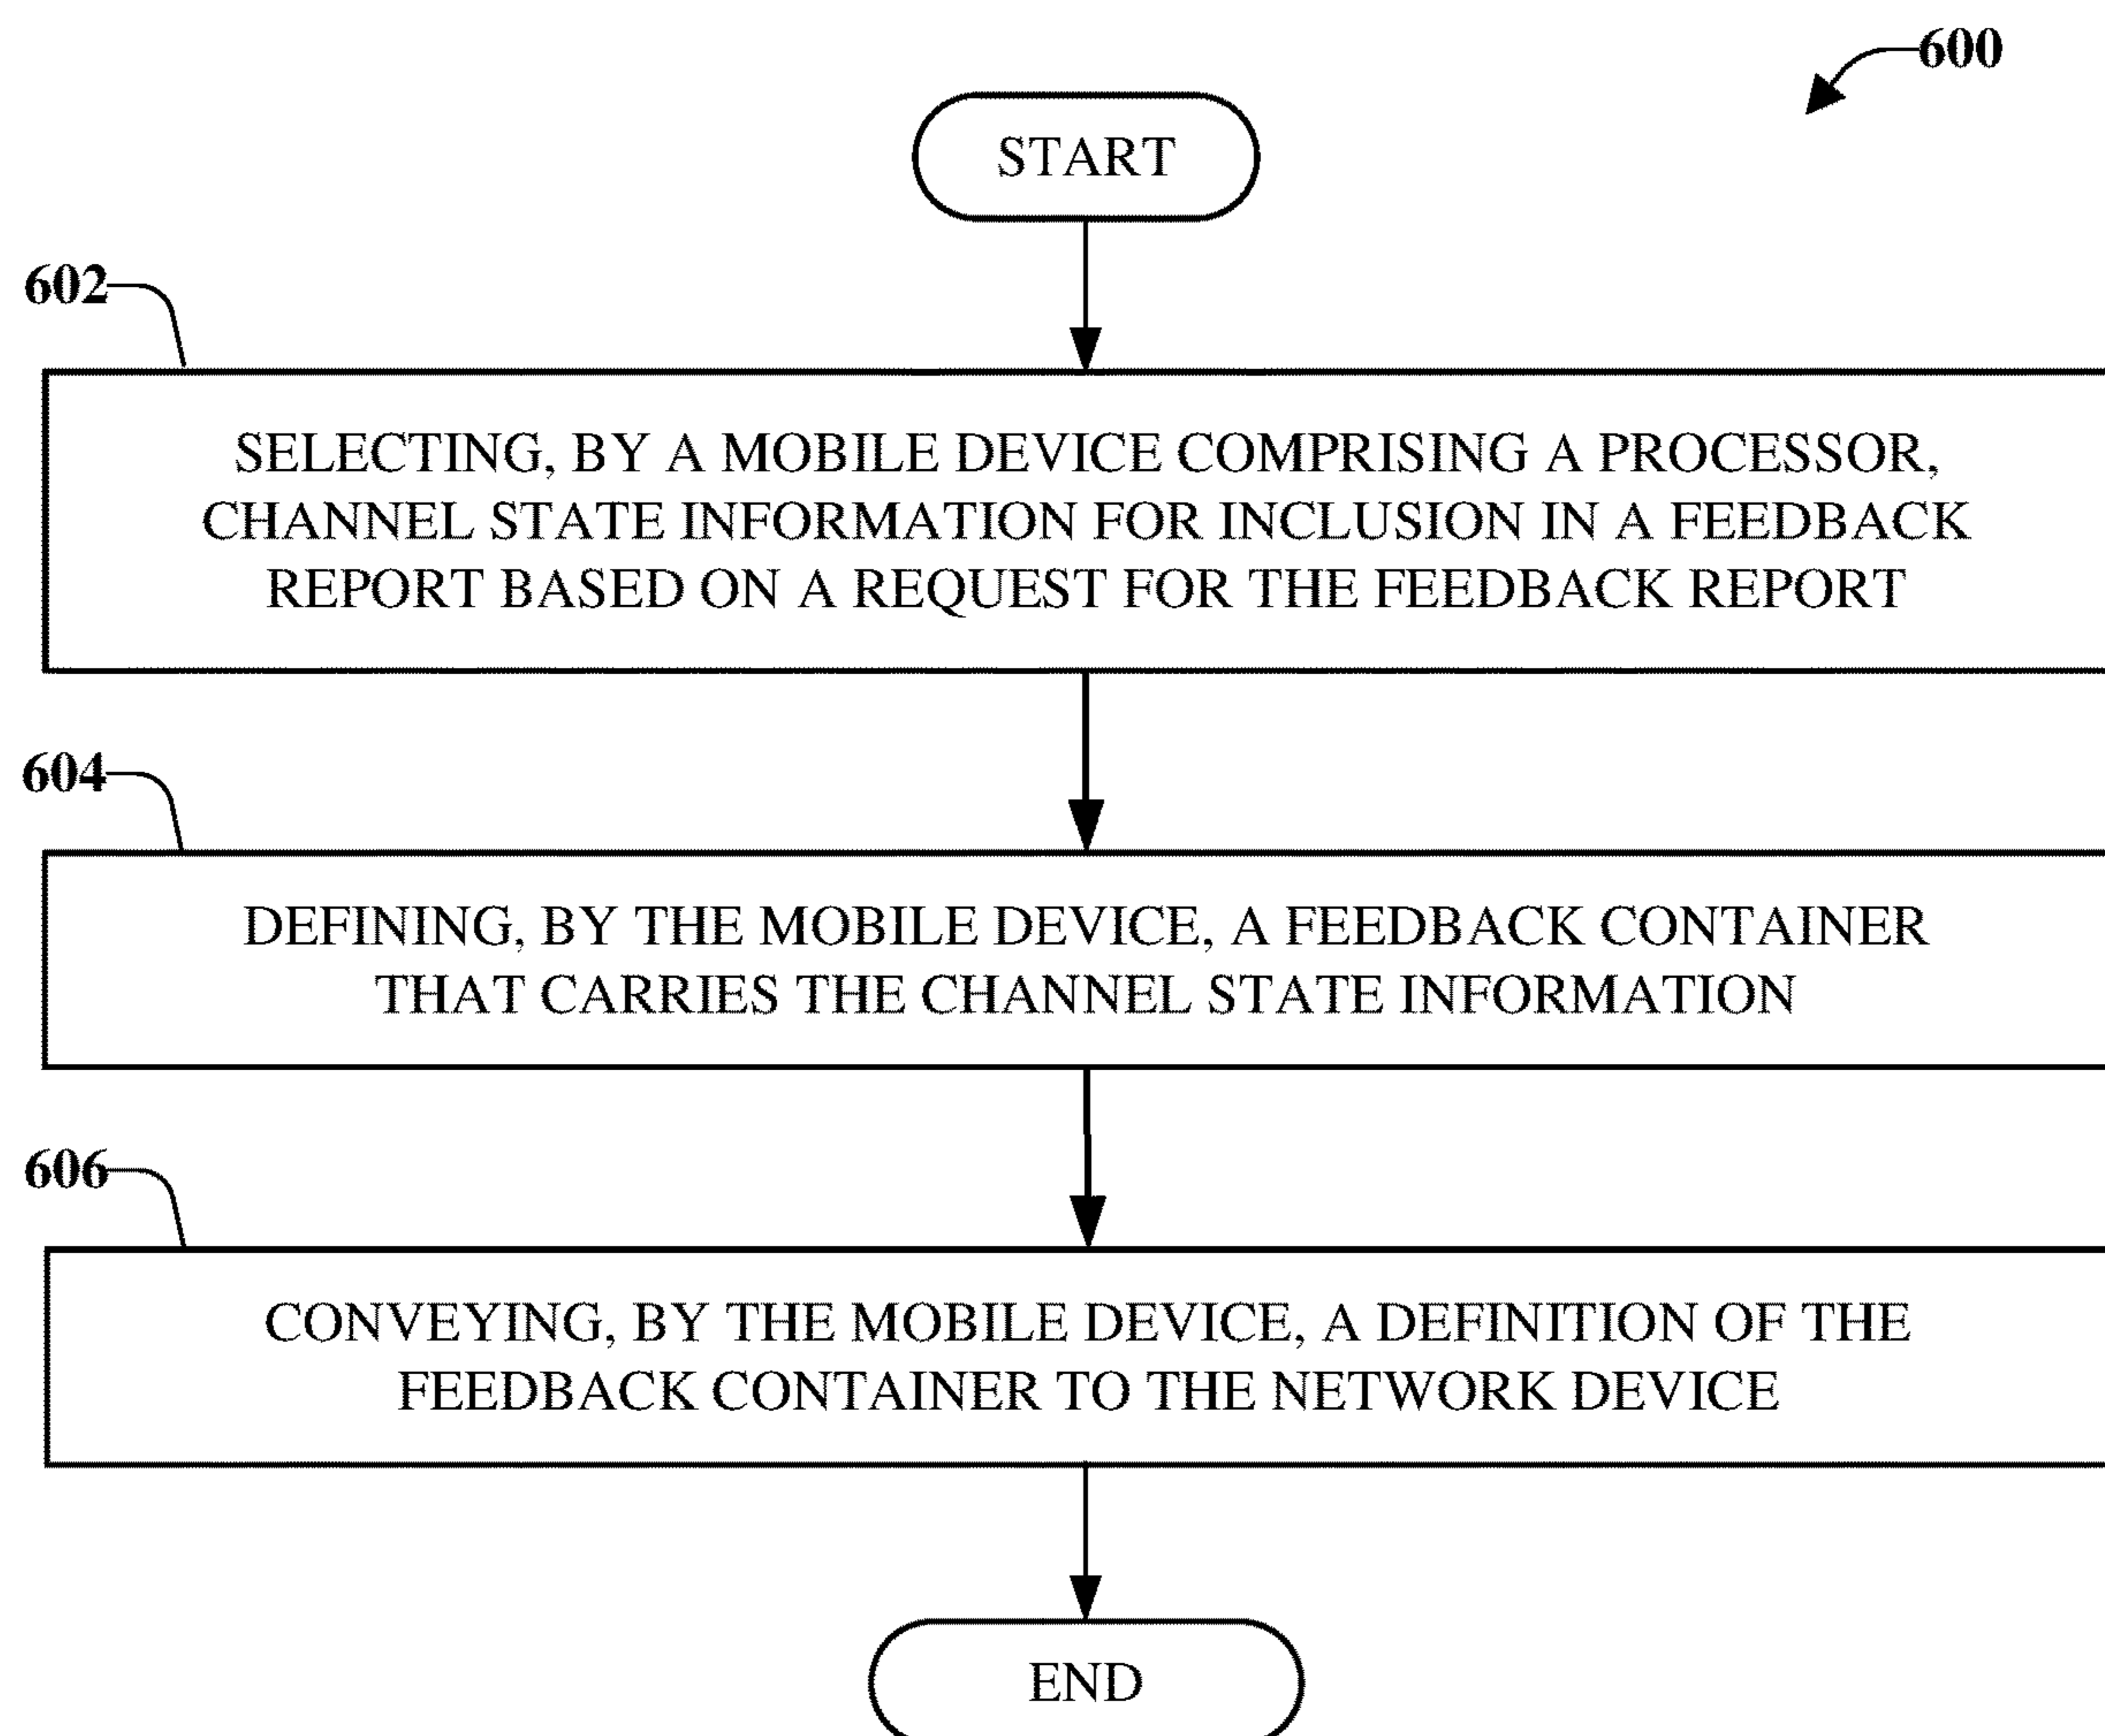 600
START
602
SELECTING, BY A MOBILE DEVICE COMPRISING A PROCESSOR,
CHANNEL STATE INFORMATION FOR INCLUSION IN A FEEDBACK
REPORT BASED ON A REQUEST FOR THE FEEDBACK REPORT
604
DEFINING, BY THE MOBILE DEVICE, A FEEDBACK CONTAINER
THAT CARRIES THE CHANNEL STATE INFORMATION
606
CONVEYING, BY THE MOBILE DEVICE, A DEFINITION OF THE
FEEDBACK CONTAINER TO THE NETWORK DEVICE
END